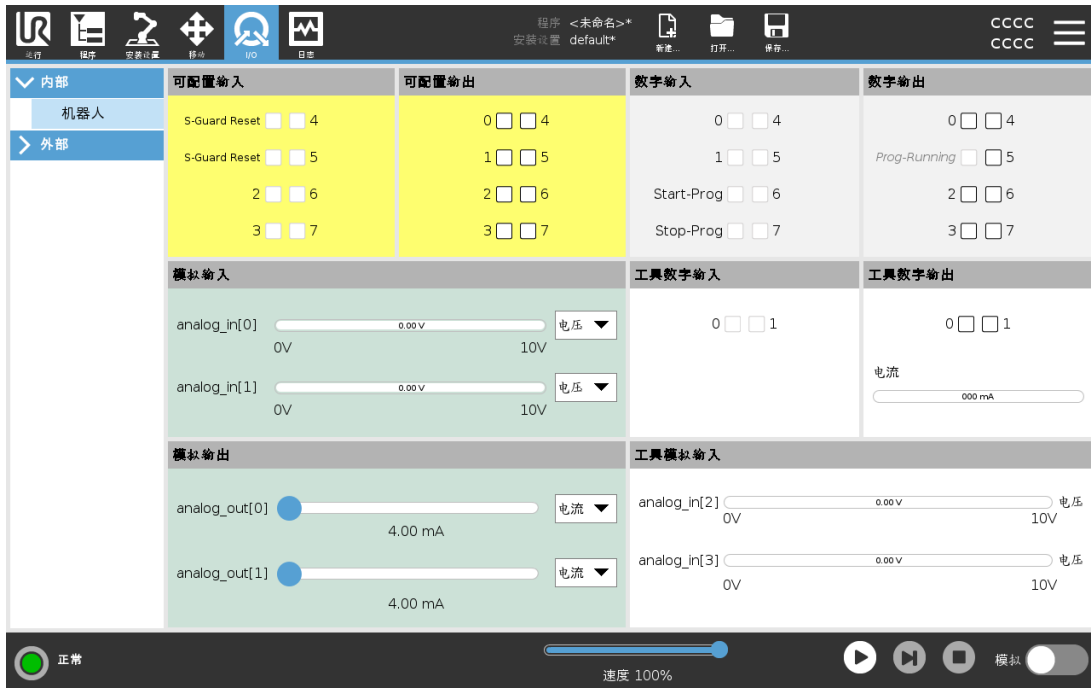 UR
程序 <未命名>*
安装设置 default*
新建... 打开... 保存...
cccc
cccc
运行 程序 安装设置 移动 I/O 日志
内部
机器人
外部
可配置输入
S-Guard Reset 4
S-Guard Reset 5
2 6
3 7
可配置输出
0 4
1 5
2 6
3 7
数字输入
0 4
1 5
Start-Prog 6
Stop-Prog 7
数字输出
0 4
Prog-Running 5
2 6
3 7
模拟输入
analog_in[0] 0.00 V 电压
0V 10V
analog_in[1] 0.00 V 电压
0V 10V
工具数字输入
0 1
工具数字输出
0 1
电流
000 mA
模拟输出
analog_out[0] 电流
4.00 mA
analog_out[1] 电流
4.00 mA
工具模拟输入
analog_in[2] 0.00 V 电压
0V 10V
analog_in[3] 0.00 V 电压
0V 10V
正常
速度 100%
模拟